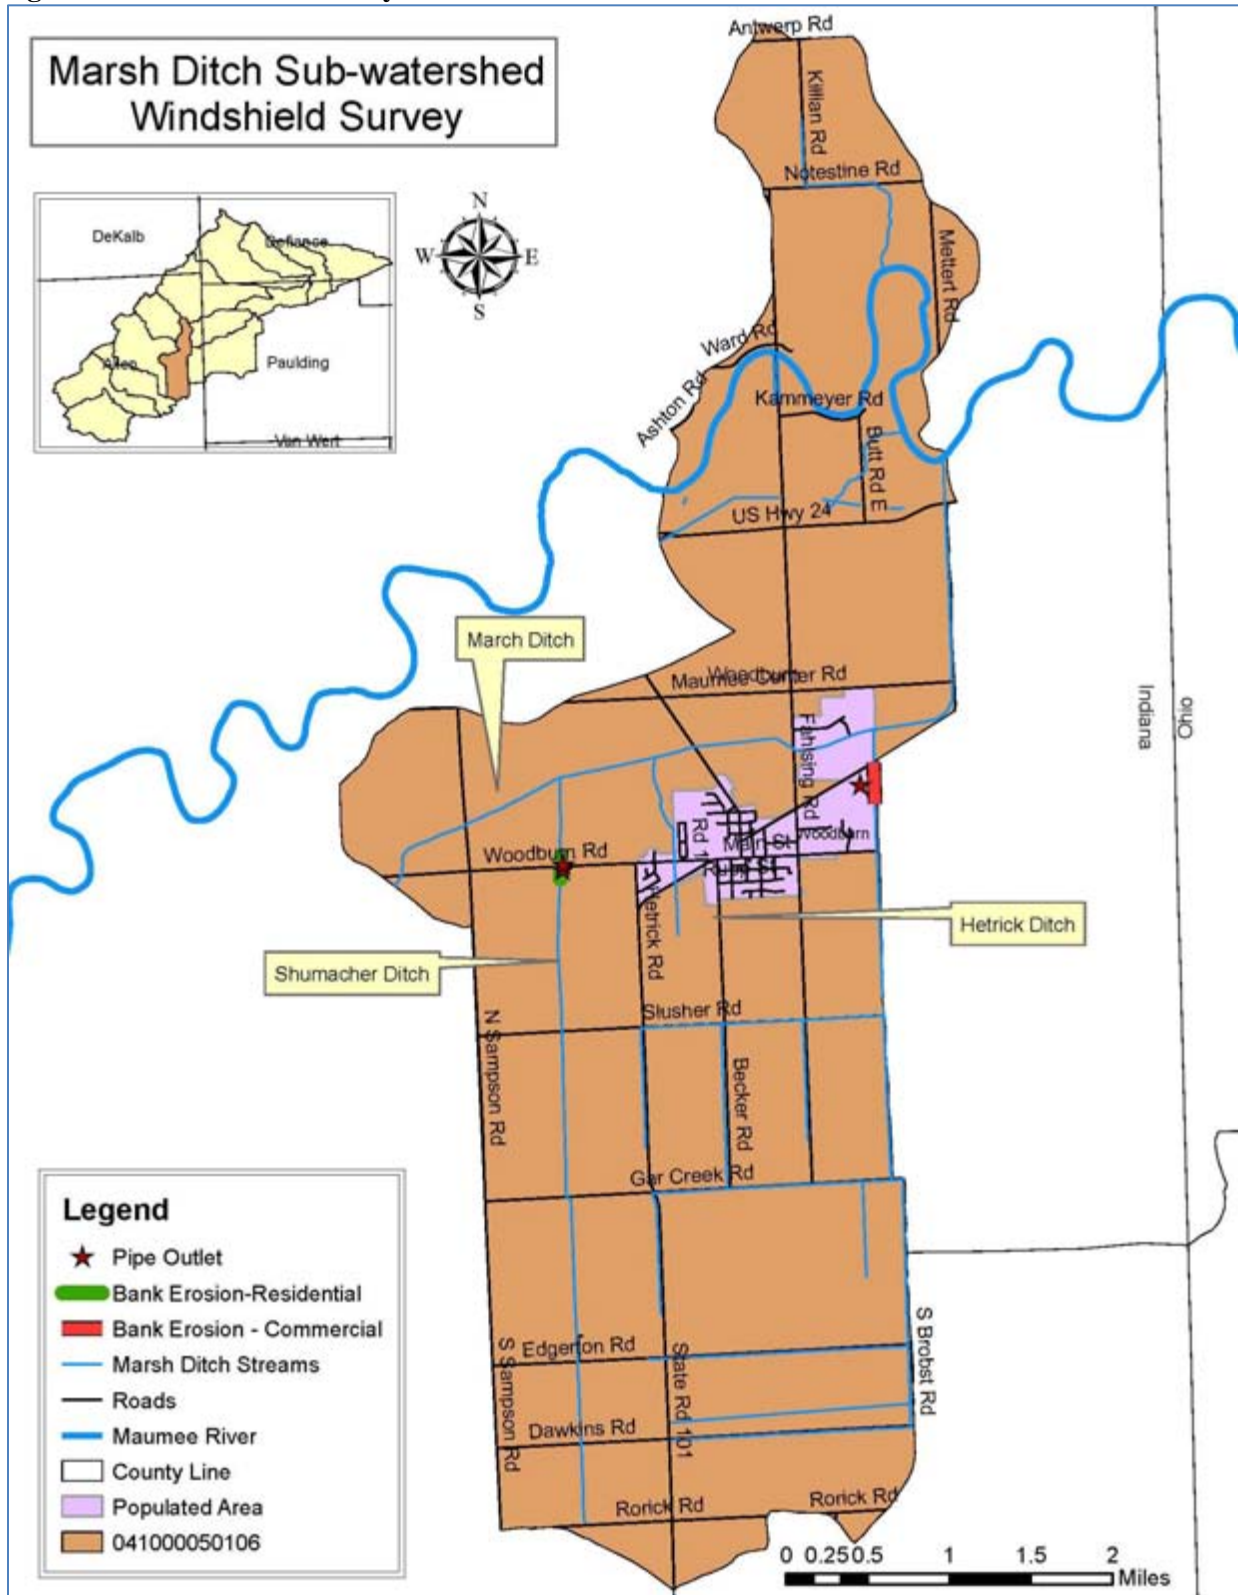 Marsh Ditch Sub-watershed
Windshield Survey
DeKalb
Defiance
Allen
Paulding
Van Wert
N
W
E
S
Antwerp Rd
Killian Rd
Notestine Rd
Mettert Rd
Ward Rd
Ashton Rd
Kammeyer Rd
Butt Rd E
US Hwy 24
March Ditch
Woodburn
Maumee Center Rd
Indiana
Ohio
Fahlsing Rd
Rd 1
Main St
Woodburn
Woodburn Rd
Hetrick Rd
Hetrick Ditch
Shumacher Ditch
Slusher Rd
N Sampson Rd
Becker Rd
Gar Creek Rd
Edgerton Rd
S Sampson Rd
State Rd 101
S Brobst Rd
Dawkins Rd
Rorick Rd
Rorick Rd
Legend
Pipe Outlet
Bank Erosion-Residential
Bank Erosion - Commercial
Marsh Ditch Streams
Roads
Maumee River
County Line
Populated Area
041000050106
0 0.25 0.5 1 1.5 2
Miles